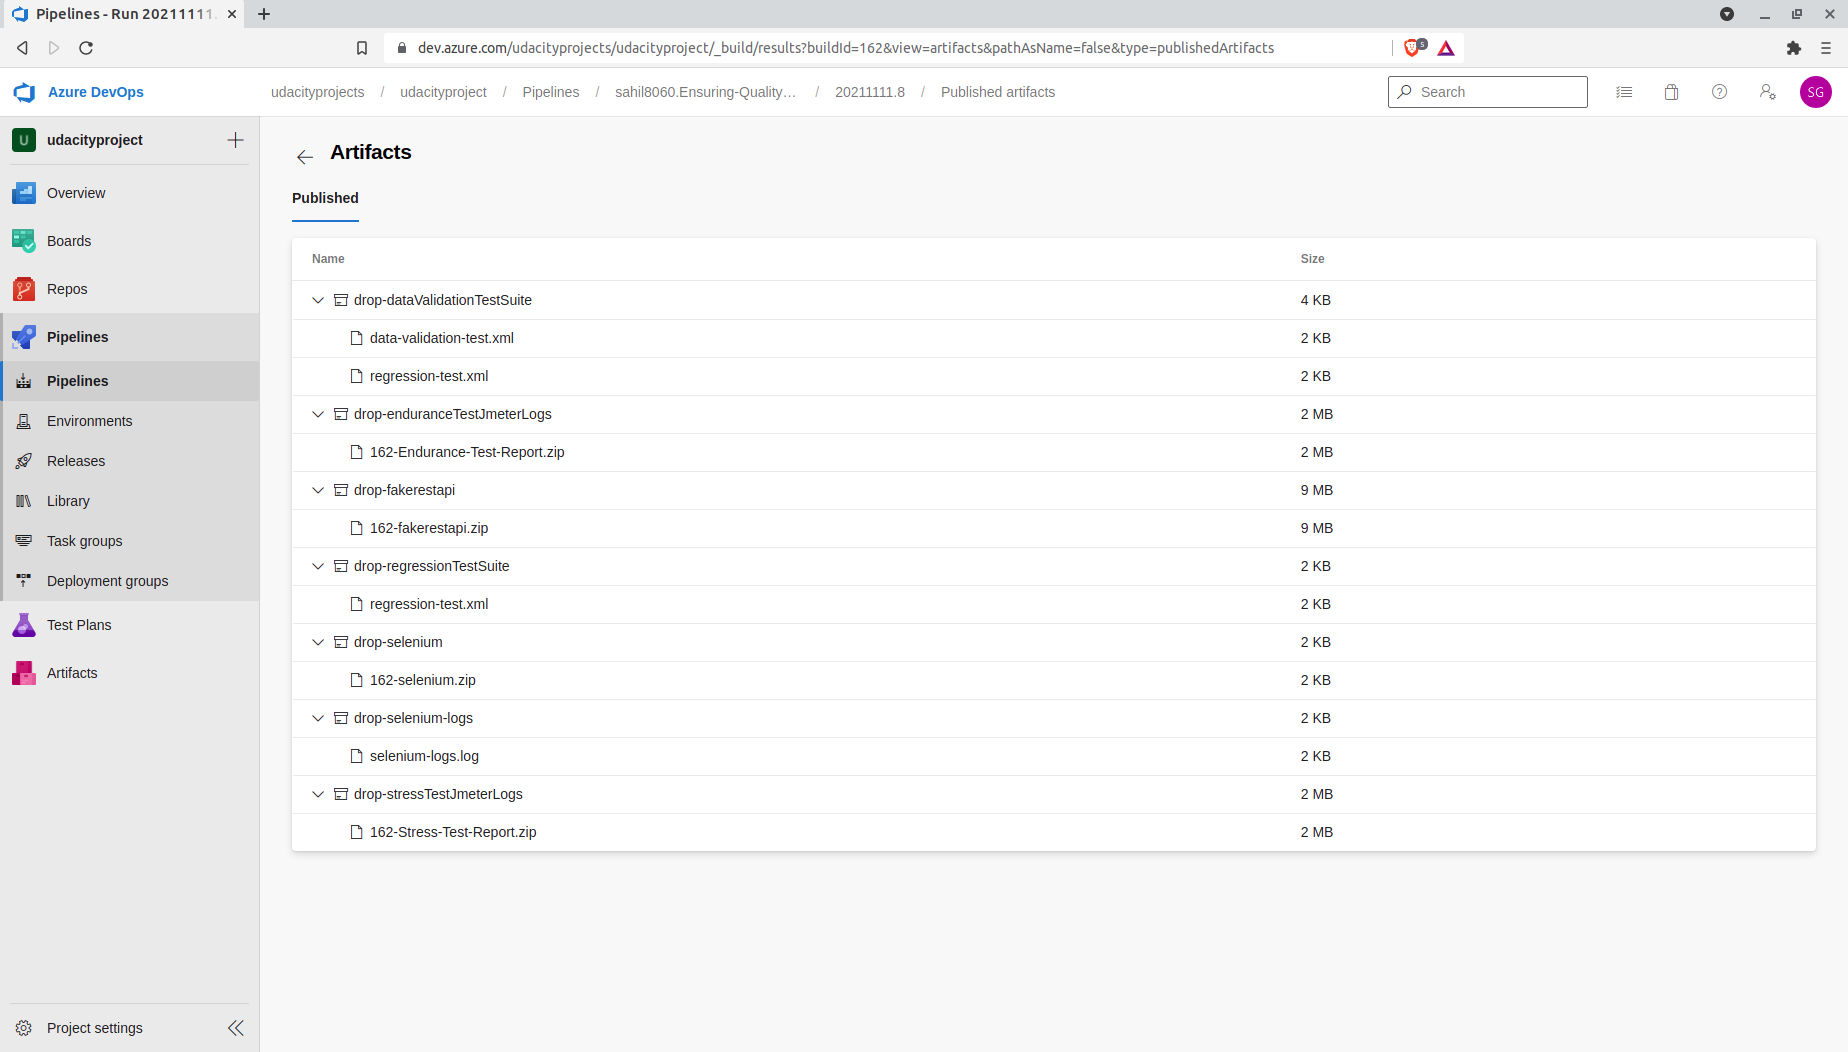 Pipelines - Run 20211111.
dev.azure.com/udacityprojects/udacityproject/_build/results?buildId=162&view=artifacts&pathAsName=false&type=publishedArtifacts
5
Azure DevOps
udacityprojects / udacityproject / Pipelines / sahil8060.Ensuring-Quality… / 20211111.8 / Published artifacts
Search
SG
U udacityproject
Overview
Boards
Repos
Pipelines
Pipelines
Environments
Releases
Library
Task groups
Deployment groups
Test Plans
Artifacts
Project settings
Artifacts
Published
Name Size
drop-dataValidationTestSuite 4 KB
data-validation-test.xml 2 KB
regression-test.xml 2 KB
drop-enduranceTestJmeterLogs 2 MB
162-Endurance-Test-Report.zip 2 MB
drop-fakerestapi 9 MB
162-fakerestapi.zip 9 MB
drop-regressionTestSuite 2 KB
regression-test.xml 2 KB
drop-selenium 2 KB
162-selenium.zip 2 KB
drop-selenium-logs 2 KB
selenium-logs.log 2 KB
drop-stressTestJmeterLogs 2 MB
162-Stress-Test-Report.zip 2 MB